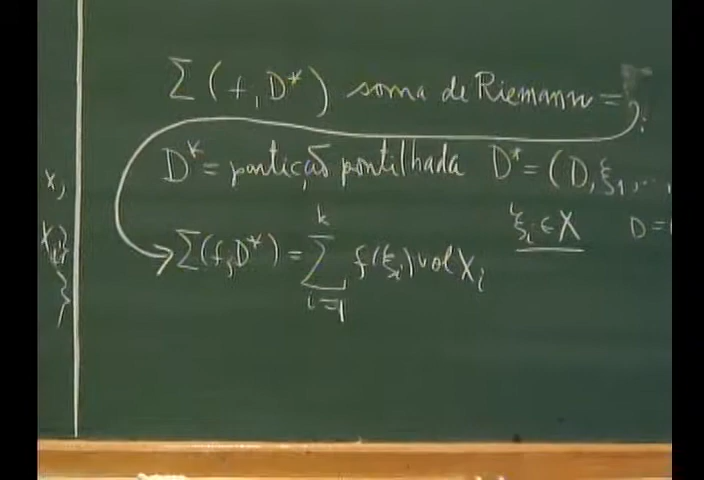 Σ(f, D*) soma de Riemann =
D* = partição pontilhada D* = (D, ξ₁, ...,
ξᵢ ∈ X D =
Σ(f, D*) = Σ_{i=1}^{k} f(ξᵢ) vol Xᵢ